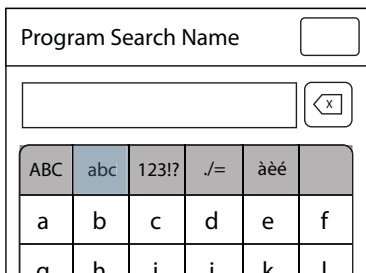 Program Search Name
x
ABC abc 123!? ./= àèé
a b c d e f
g h i j k l